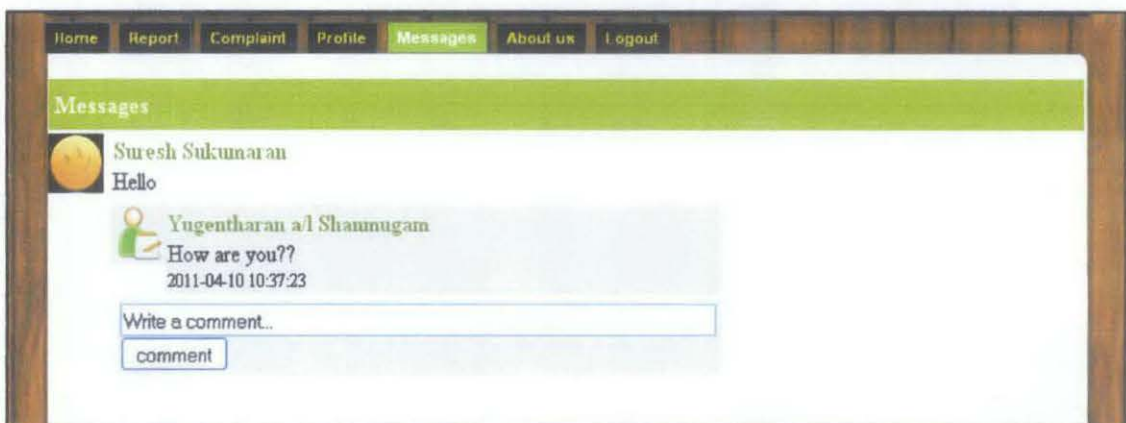 Home Report Complaint Profile Messages About us Logout
Messages
Suresh Sukumaran
Hello
Yugentharan a/l Shanmugam
How are you??
2011-04-10 10:37:23
Write a comment...
comment